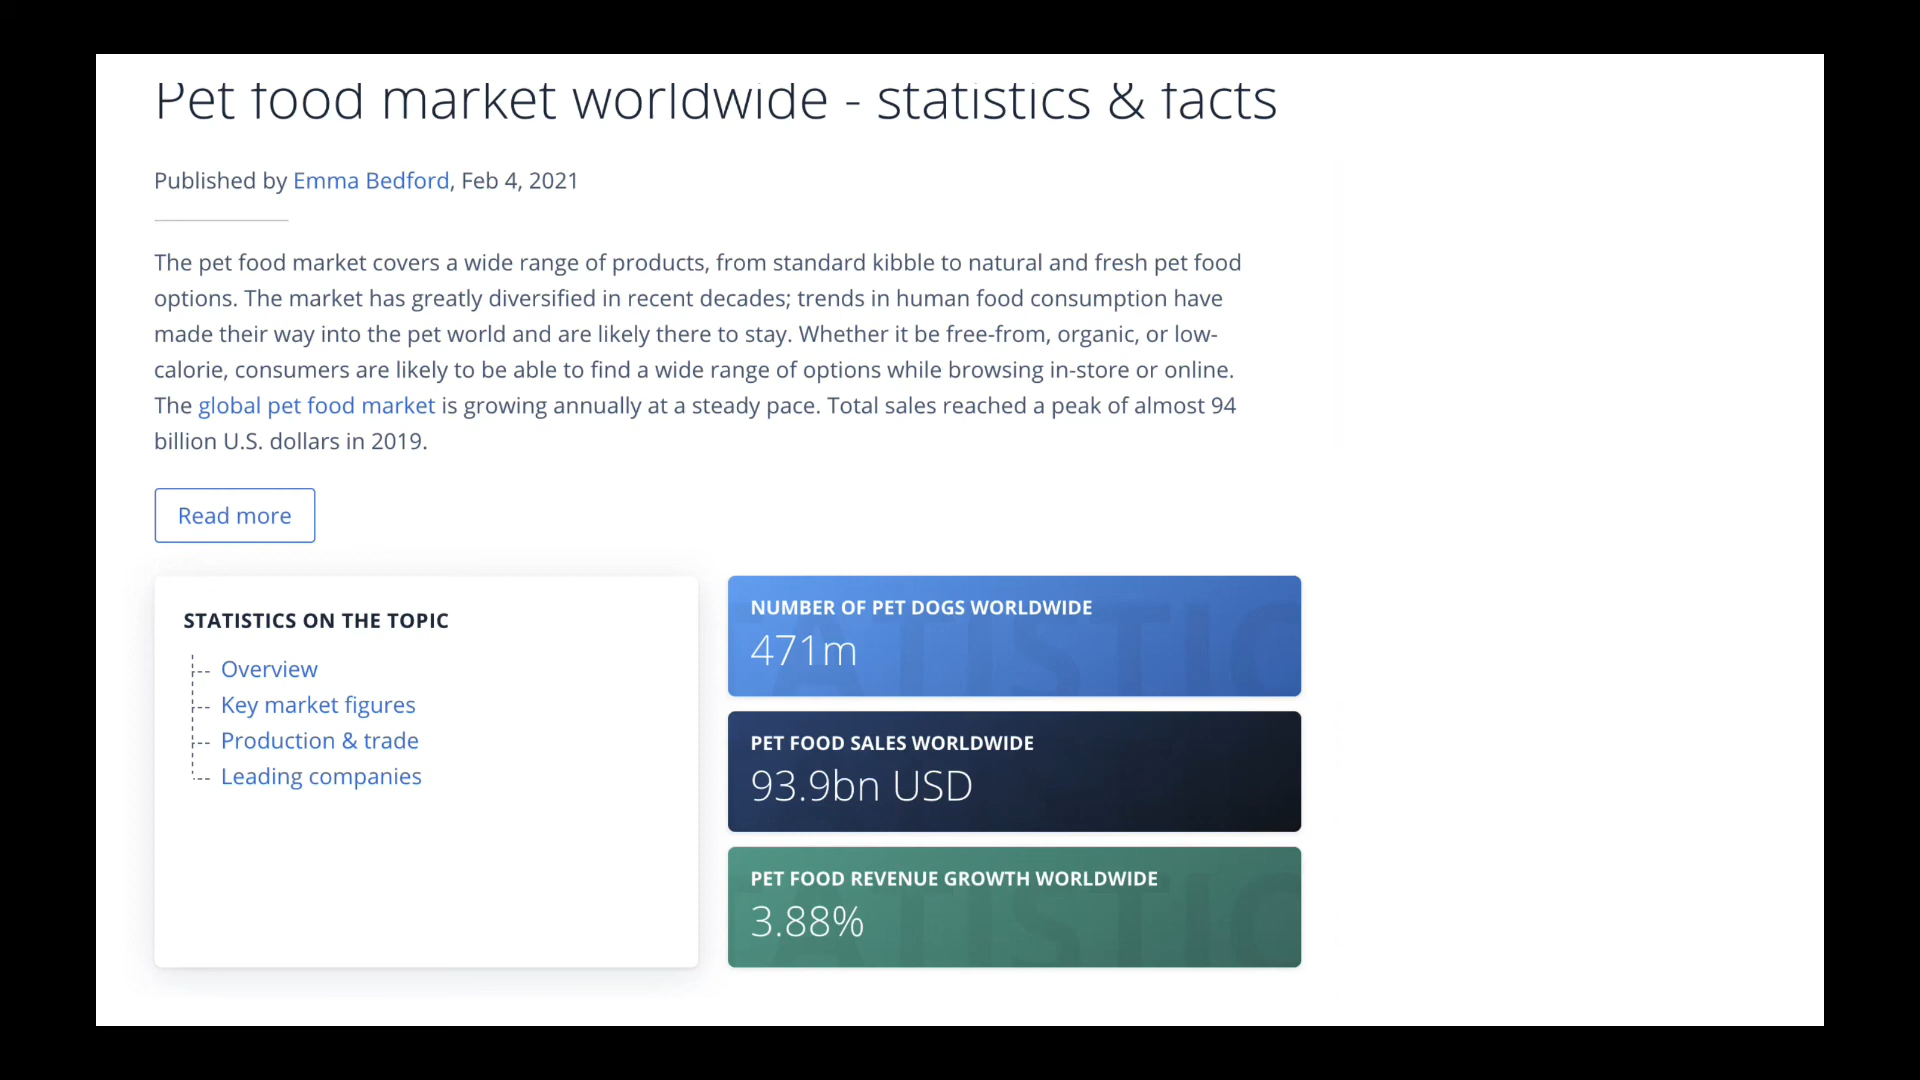 Pet food market worldwide - statistics & facts
Published by Emma Bedford, Feb 4, 2021
The pet food market covers a wide range of products, from standard kibble to natural and fresh pet food
options. The market has greatly diversified in recent decades; trends in human food consumption have
made their way into the pet world and are likely there to stay. Whether it be free-from, organic, or low-
calorie, consumers are likely to be able to find a wide range of options while browsing in-store or online.
The global pet food market is growing annually at a steady pace. Total sales reached a peak of almost 94
billion U.S. dollars in 2019.
Read more
STATISTICS ON THE TOPIC
Overview
Key market figures
Production & trade
Leading companies
NUMBER OF PET DOGS WORLDWIDE
471m
PET FOOD SALES WORLDWIDE
93.9bn USD
PET FOOD REVENUE GROWTH WORLDWIDE
3.88%